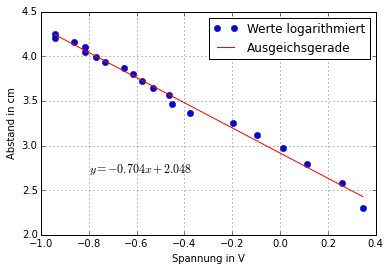 4.5
Werte logarithmiert
Ausgeichsgerade
4.0
3.5
3.0
2.5
2.0
Abstand in cm
y = −0.704x + 2.048
−1.0 −0.8 −0.6 −0.4 −0.2 0.0 0.2 0.4
Spannung in V